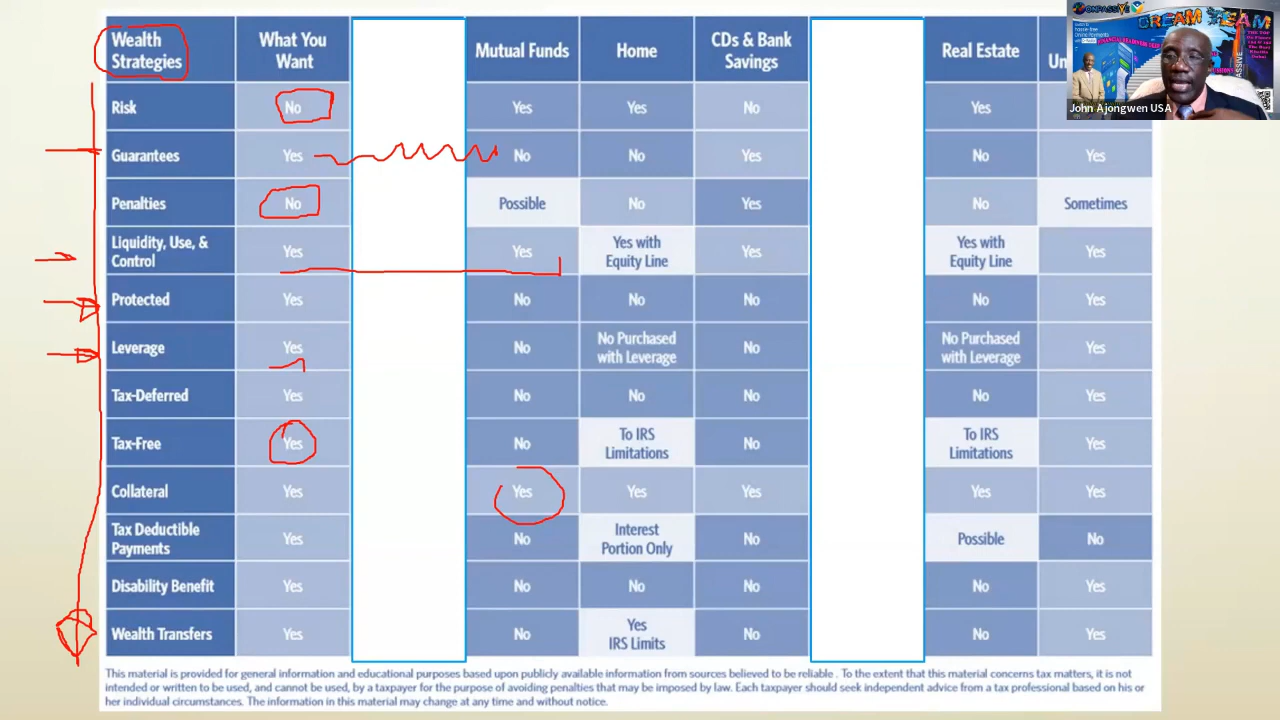 Wealth Strategies What You Want Mutual Funds Home CDs & Bank Savings Real Estate
Risk No Yes Yes No Yes
Guarantees Yes No No Yes No Yes
Penalties No Possible No Yes No Sometimes
Liquidity, Use, & Control Yes Yes Yes with Equity Line Yes Yes with Equity Line Yes
Protected Yes No No No No Yes
Leverage Yes No No Purchased with Leverage No No Purchased with Leverage Yes
Tax-Deferred Yes No No No No Yes
Tax-Free Yes No To IRS Limitations No To IRS Limitations Yes
Collateral Yes Yes Yes Yes Yes Yes
Tax Deductible Payments Yes No Interest Portion Only No Possible No
Disability Benefit Yes No No No No Yes
Wealth Transfers Yes No Yes IRS Limits No No Yes
This material is provided for general information and educational purposes based upon publicly available information from sources believed to be reliable . To the extent that this material concerns tax matters, it is not
intended or written to be used, and cannot be used, by a taxpayer for the purpose of avoiding penalties that may be imposed by law. Each taxpayer should seek independent advice from a tax professional based on his or
her individual circumstances. The information in this material may change at any time and without notice.
DREAM TEAM
John Ajongwen USA